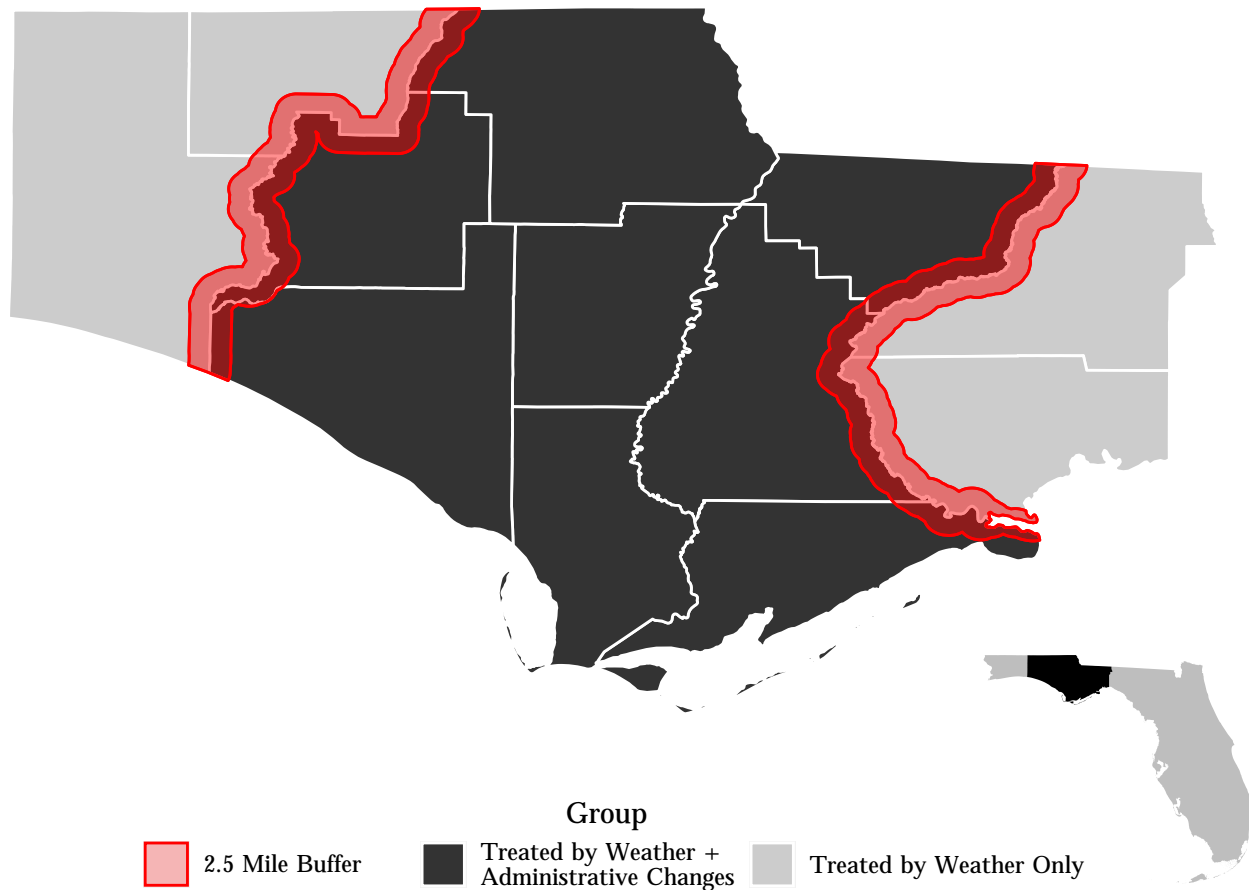 Group
2.5 Mile Buffer
Treated by Weather +
Administrative Changes
Treated by Weather Only